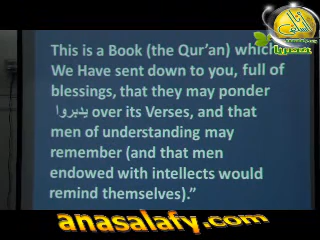 This is a Book (the Qur'an) which
We Have sent down to you, full of
blessings, that they may ponder
يدبروا over its Verses, and that
men of understanding may
remember (and that men
endowed with intellects would
remind themselves)."
anasalafy.com